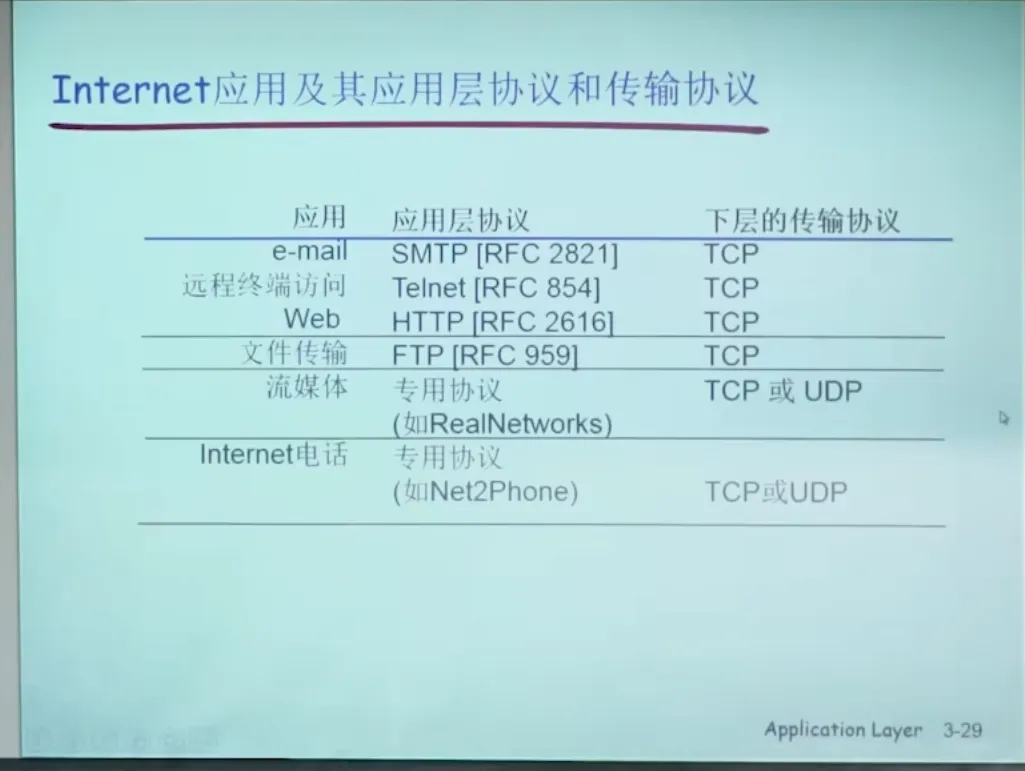 Internet应用及其应用层协议和传输协议
应用 应用层协议 下层的传输协议
e-mail SMTP [RFC 2821] TCP
远程终端访问 Telnet [RFC 854] TCP
Web HTTP [RFC 2616] TCP
文件传输 FTP [RFC 959] TCP
流媒体 专用协议 TCP 或 UDP
(如RealNetworks)
Internet电话 专用协议
(如Net2Phone) TCP或UDP
Application Layer 3-29